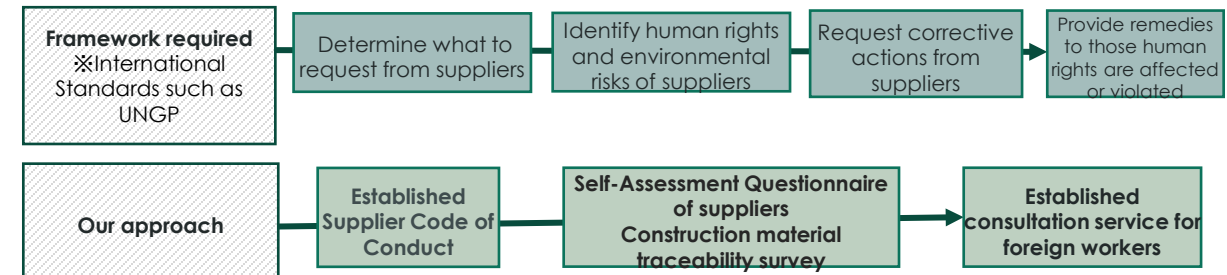 Framework required
※International
Standards such as
UNGP
Determine what to
request from suppliers
Identify human rights
and environmental
risks of suppliers
Request corrective
actions from
suppliers
Provide remedies
to those human
rights are affected
or violated
Our approach
Established
Supplier Code of
Conduct
Self-Assessment Questionnaire
of suppliers
Construction material
traceability survey
Established
consultation service for
foreign workers